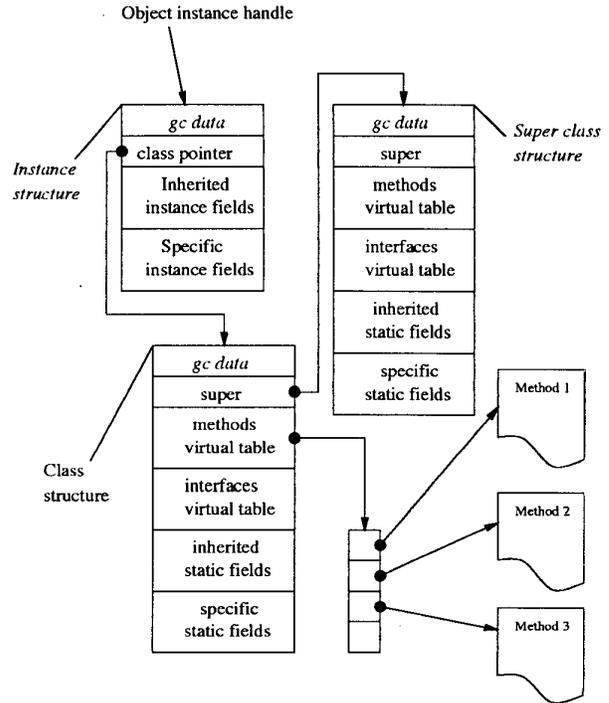 Object instance handle
gc data
class pointer
Inherited
instance fields
Specific
instance fields
Instance
structure
gc data
super
methods
virtual table
interfaces
virtual table
inherited
static fields
specific
static fields
Super class
structure
gc data
super
methods
virtual table
interfaces
virtual table
inherited
static fields
specific
static fields
Class
structure
Method 1
Method 2
Method 3